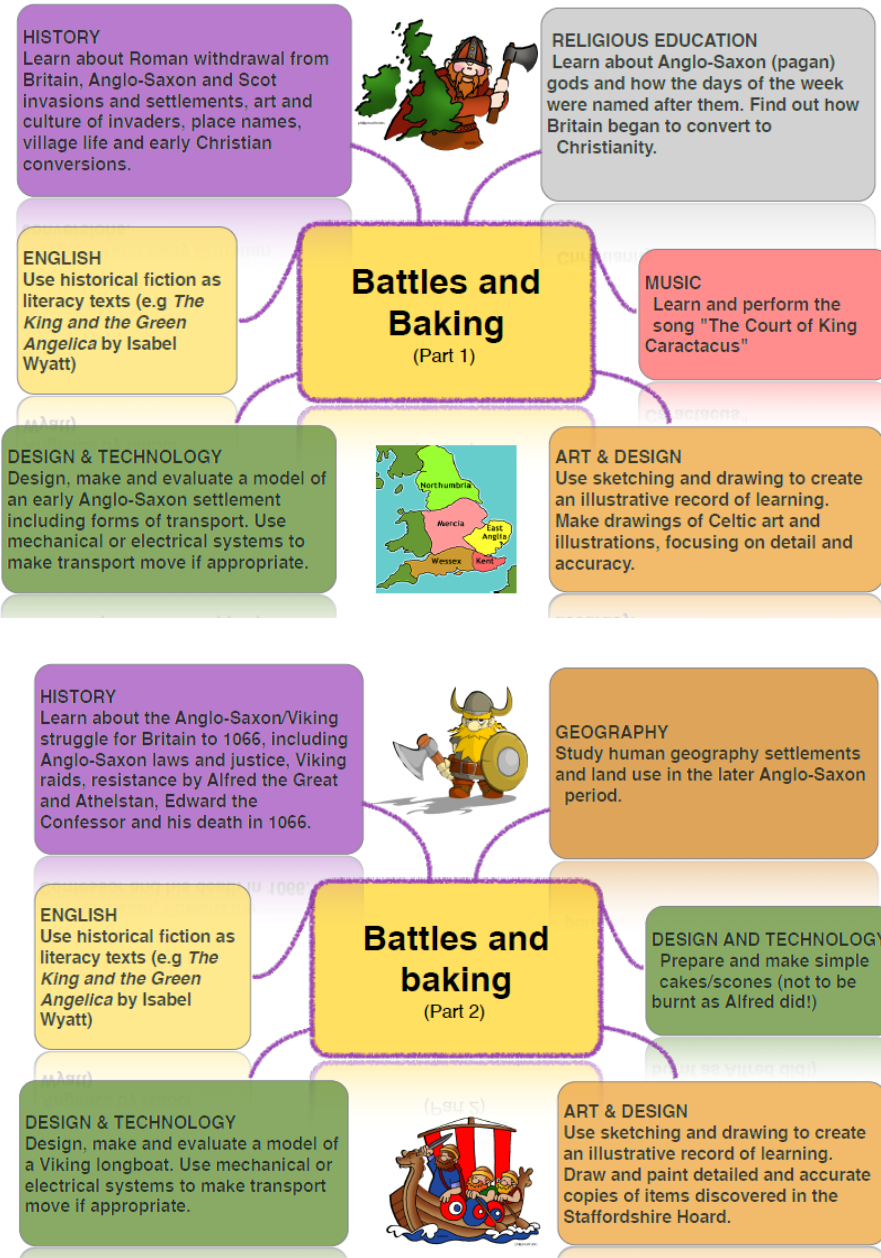 HISTORY
Learn about Roman withdrawal from
Britain, Anglo-Saxon and Scot
invasions and settlements, art and
culture of invaders, place names,
village life and early Christian
conversions.
RELIGIOUS EDUCATION
Learn about Anglo-Saxon (pagan)
gods and how the days of the week
were named after them. Find out how
Britain began to convert to
Christianity.
ENGLISH
Use historical fiction as
literacy texts (e.g The
King and the Green
Angelica by Isabel
Wyatt)
Battles and
Baking
(Part 1)
MUSIC
Learn and perform the
song "The Court of King
Caractacus"
DESIGN & TECHNOLOGY
Design, make and evaluate a model of
an early Anglo-Saxon settlement
including forms of transport. Use
mechanical or electrical systems to
make transport move if appropriate.
Northumbria
Mercia
East
Anglia
Wessex
Kent
ART & DESIGN
Use sketching and drawing to create
an illustrative record of learning.
Make drawings of Celtic art and
illustrations, focusing on detail and
accuracy.
HISTORY
Learn about the Anglo-Saxon/Viking
struggle for Britain to 1066, including
Anglo-Saxon laws and justice, Viking
raids, resistance by Alfred the Great
and Athelstan, Edward the
Confessor and his death in 1066.
GEOGRAPHY
Study human geography settlements
and land use in the later Anglo-Saxon
period.
ENGLISH
Use historical fiction as
literacy texts (e.g The
King and the Green
Angelica by Isabel
Wyatt)
Battles and
baking
(Part 2)
DESIGN AND TECHNOLOGY
Prepare and make simple
cakes/scones (not to be
burnt as Alfred did!)
DESIGN & TECHNOLOGY
Design, make and evaluate a model of
a Viking longboat. Use mechanical or
electrical systems to make transport
move if appropriate.
ART & DESIGN
Use sketching and drawing to create
an illustrative record of learning.
Draw and paint detailed and accurate
copies of items discovered in the
Staffordshire Hoard.